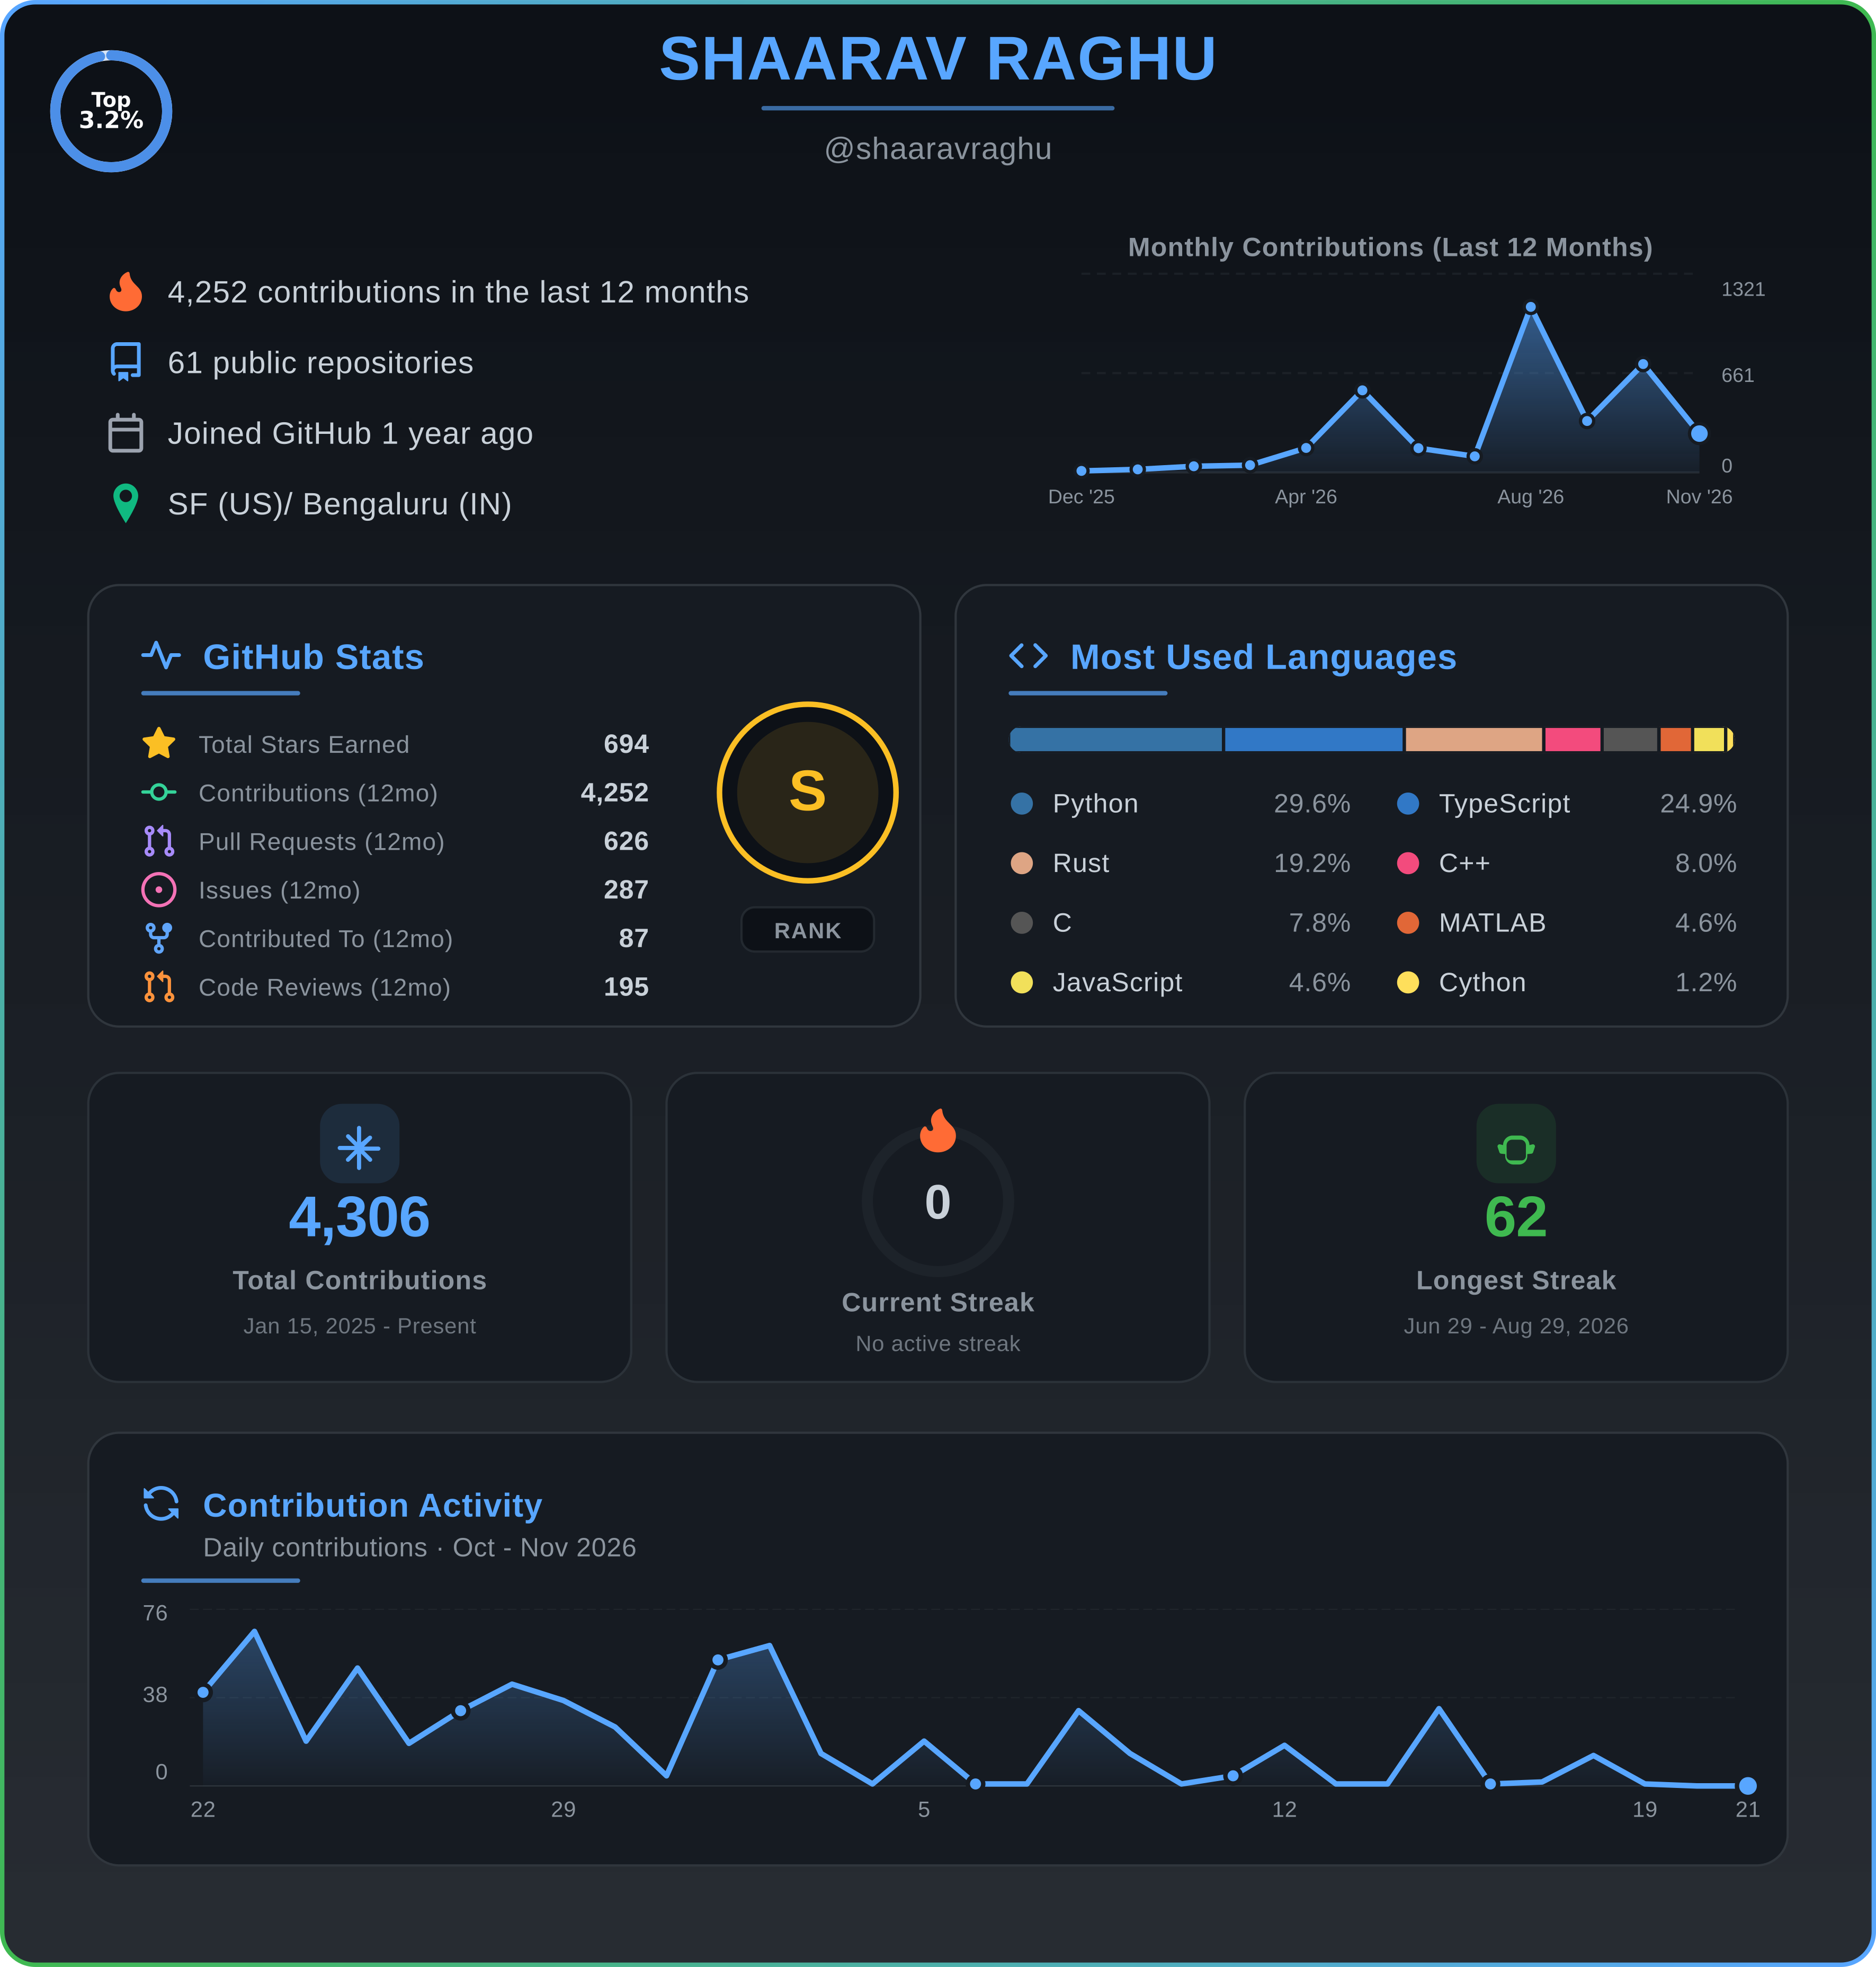 SHAARAV RAGHU
Top
3.2%
@shaaravraghu
4,252 contributions in the last 12 months
61 public repositories
Joined GitHub 1 year ago
SF (US)/ Bengaluru (IN)
Monthly Contributions (Last 12 Months)
1321
661
0
Dec '25 Apr '26 Aug '26 Nov '26
GitHub Stats
Total Stars Earned 694
Contributions (12mo) 4,252
Pull Requests (12mo) 626
Issues (12mo) 287
Contributed To (12mo) 87
Code Reviews (12mo) 195
S
RANK
Most Used Languages
Python 29.6% TypeScript 24.9%
Rust 19.2% C++ 8.0%
C 7.8% MATLAB 4.6%
JavaScript 4.6% Cython 1.2%
4,306
Total Contributions
Jan 15, 2025 - Present
0
Current Streak
No active streak
62
Longest Streak
Jun 29 - Aug 29, 2026
Contribution Activity
Daily contributions · Oct - Nov 2026
76
38
0
22 29 5 12 19 21